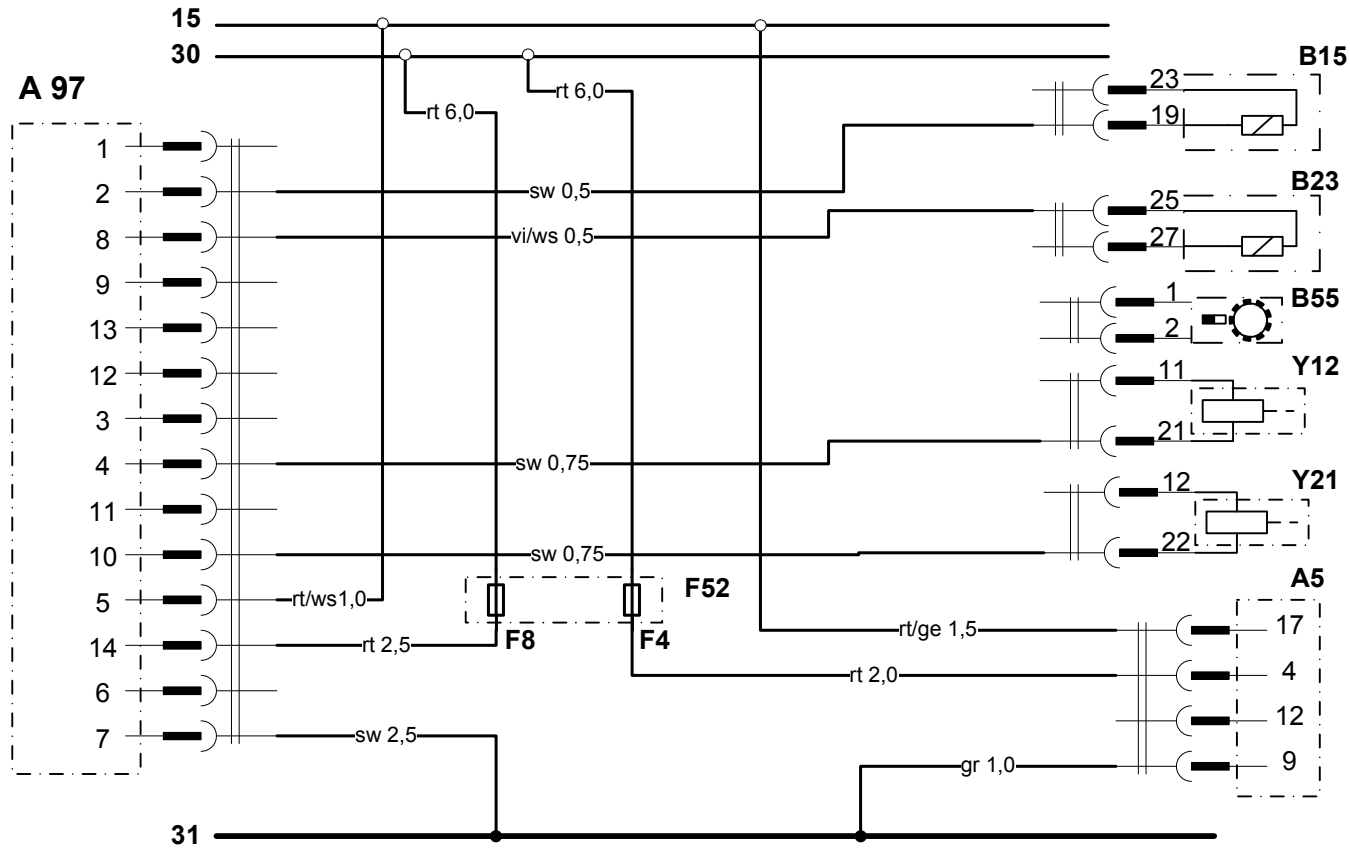 15
30
A 97
B15
23
rt 6,0
rt 6,0
19
1
2
sw 0,5
B23
25
8
vi/ws 0,5
27
9
B55
1
13
2
12
Y12
11
3
21
4
sw 0,75
Y21
12
11
22
10
sw 0,75
F52
A5
5
rt/ws1,0
17
F8
F4
rt/ge 1,5
14
rt 2,5
4
rt 2,0
6
12
7
sw 2,5
9
gr 1,0
31